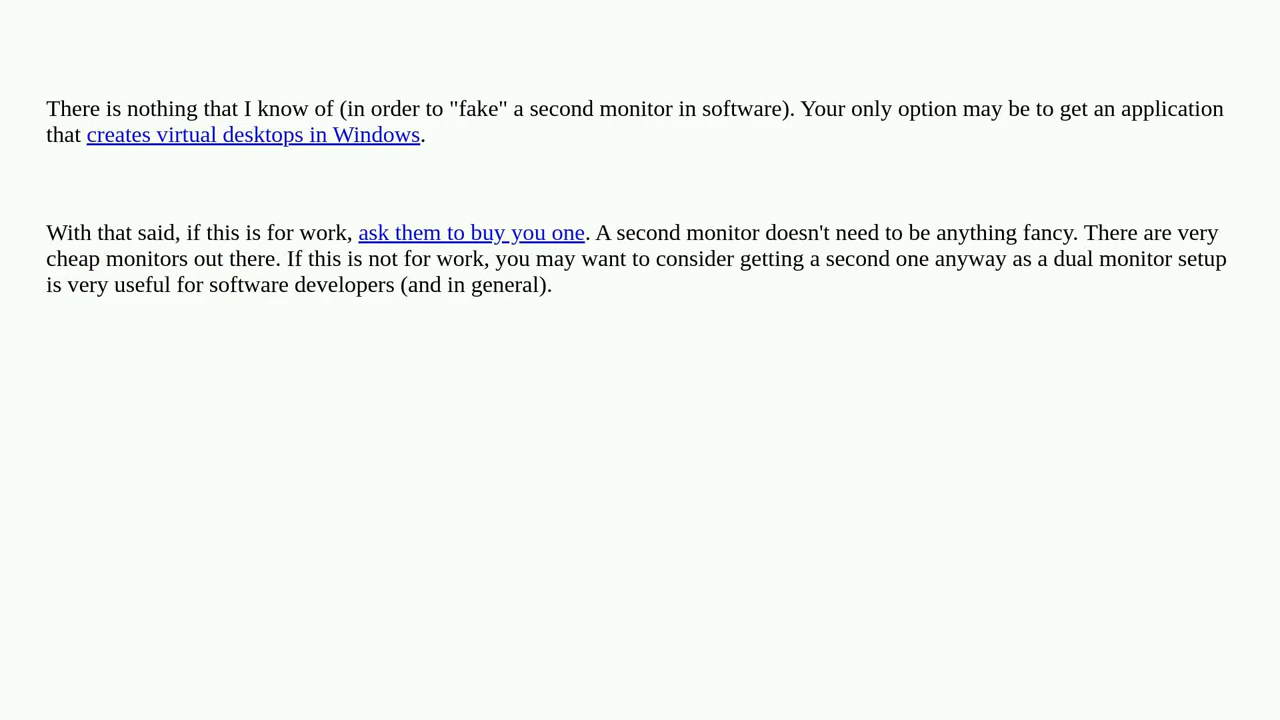 There is nothing that I know of (in order to "fake" a second monitor in software). Your only option may be to get an application
that creates virtual desktops in Windows.
With that said, if this is for work, ask them to buy you one. A second monitor doesn't need to be anything fancy. There are very
cheap monitors out there. If this is not for work, you may want to consider getting a second one anyway as a dual monitor setup
is very useful for software developers (and in general).